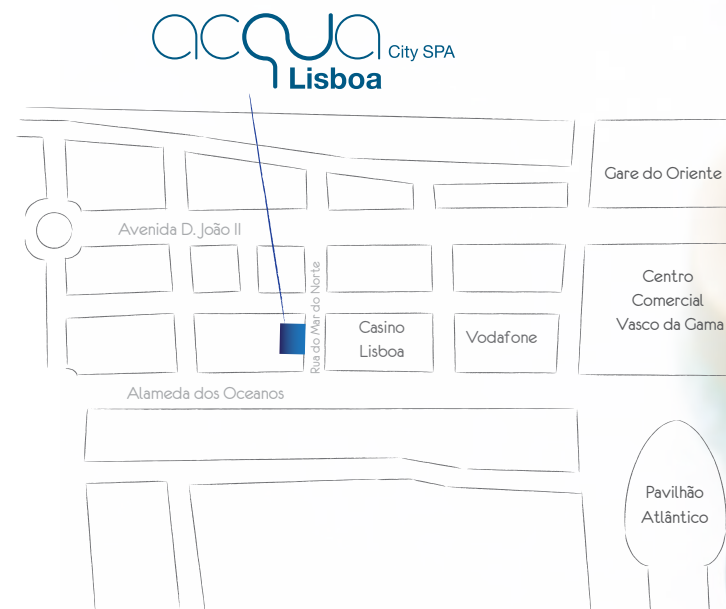 acqua City SPA
Lisboa
Gare do Oriente
Avenida D. João II
Rua do Mar do Norte
Centro
Comercial
Vasco da Gama
Casino
Lisboa
Vodafone
Alameda dos Oceanos
Pavilhão
Atlântico